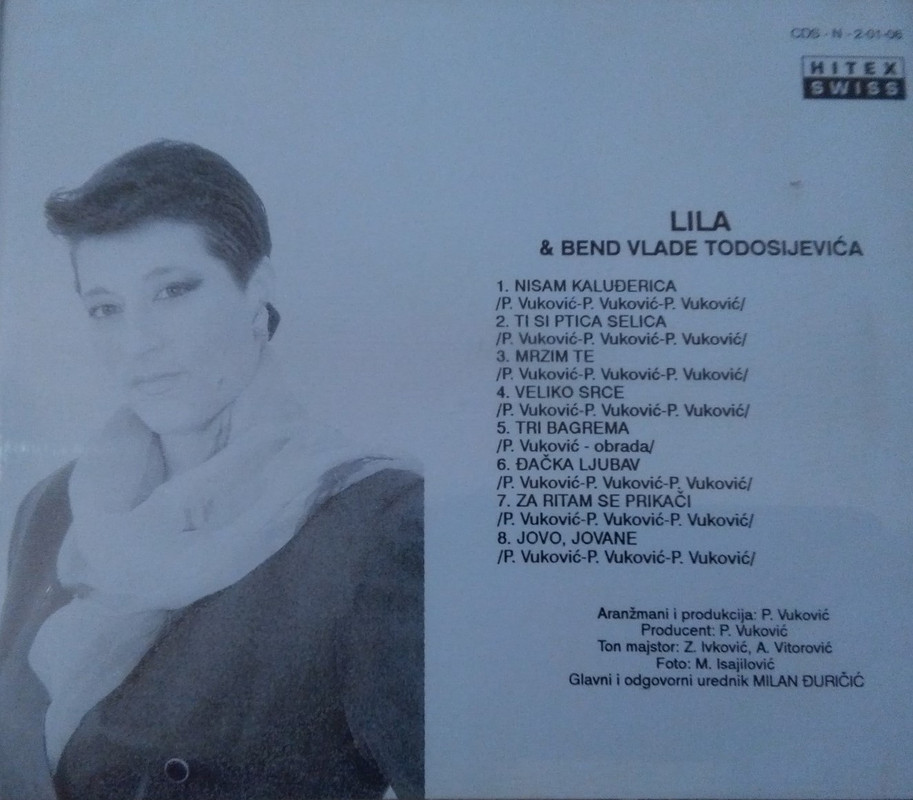 CDS - N - 2-01-06
HITEX
SWISS
LILA
& BEND VLADE TODOSIJEVIĆA
1. NISAM KALUĐERICA
/P. Vuković-P. Vuković-P. Vuković/
2. TI SI PTICA SELICA
/P. Vuković-P. Vuković-P. Vuković/
3. MRZIM TE
/P. Vuković-P. Vuković-P. Vuković/
4. VELIKO SRCE
/P. Vuković-P. Vuković-P. Vuković/
5. TRI BAGREMA
/P. Vuković - obrada/
6. ĐAČKA LJUBAV
/P. Vuković-P. Vuković-P. Vuković/
7. ZA RITAM SE PRIKAČI
/P. Vuković-P. Vuković-P. Vuković/
8. JOVO, JOVANE
/P. Vuković-P. Vuković-P. Vuković/
Aranžmani i produkcija: P. Vuković
Producent: P. Vuković
Ton majstor: Z. Ivković, A. Vitorović
Foto: M. Isajilović
Glavni i odgovorni urednik MILAN ĐURIČIĆ